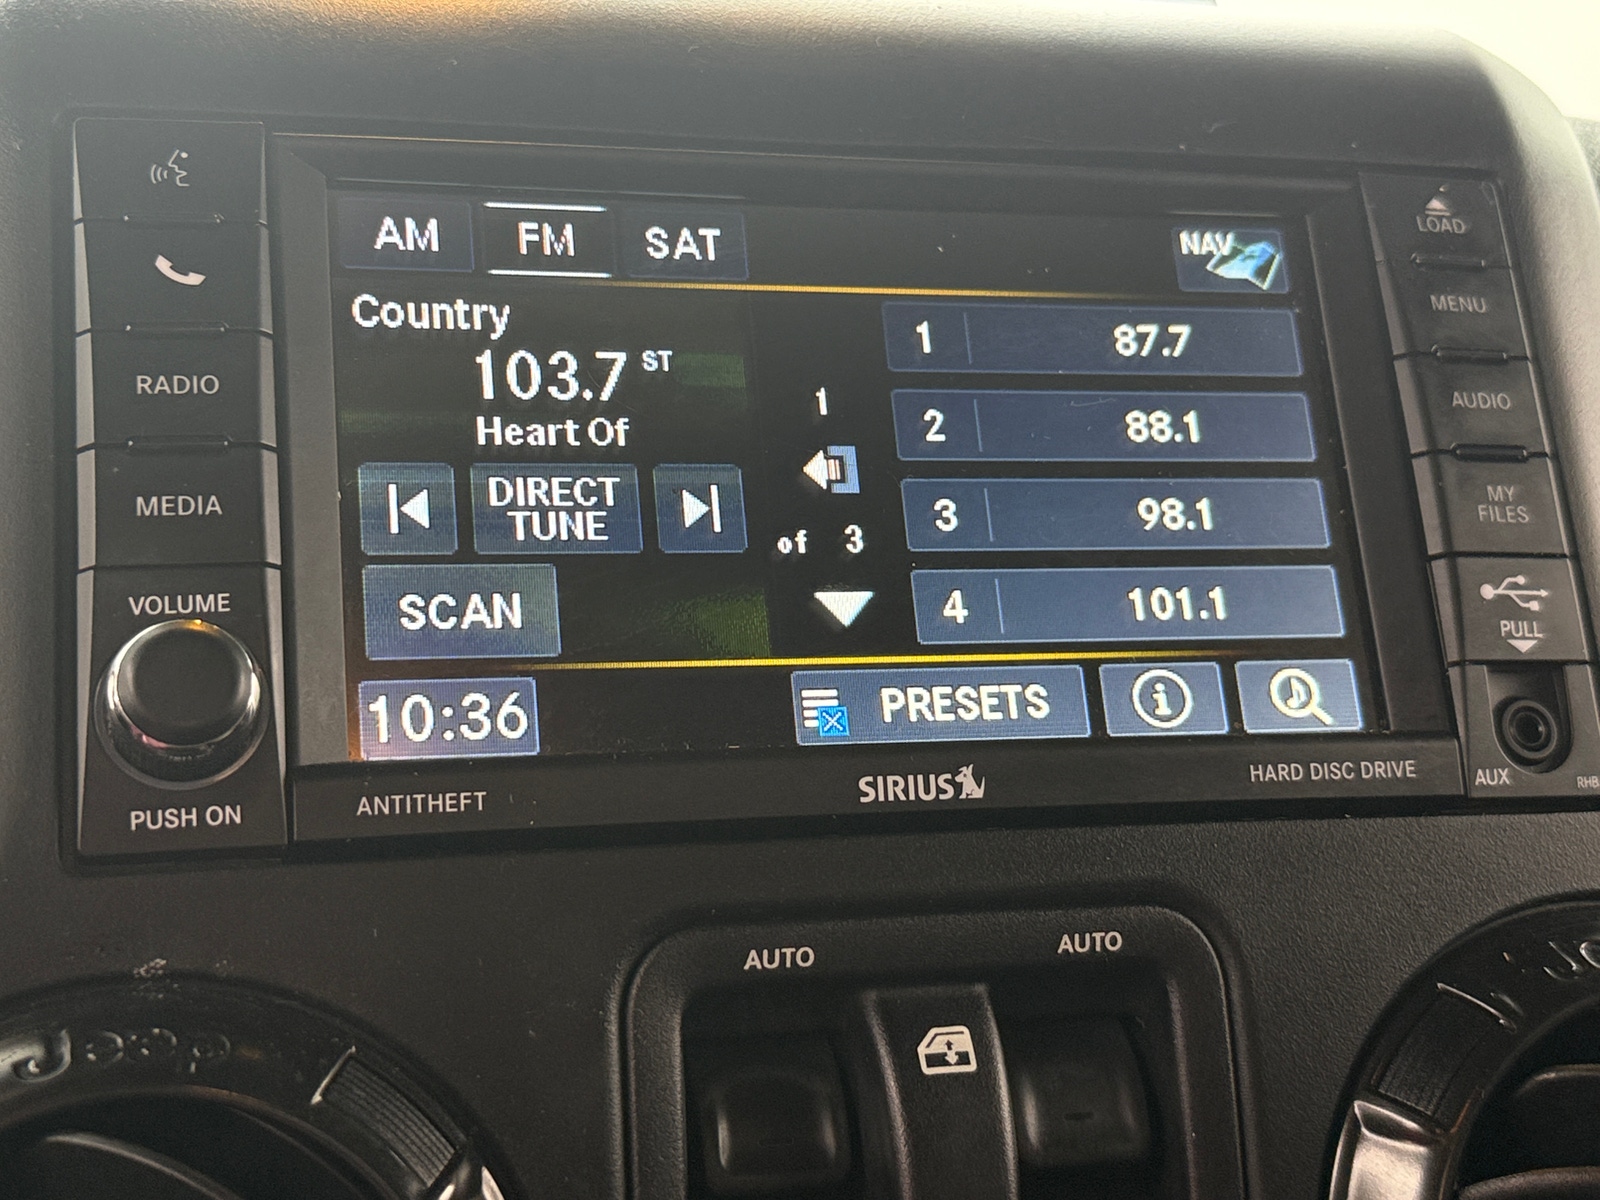 AM FM SAT NAV
Country
103.7 ST
Heart Of
DIRECT
TUNE
SCAN
10:36
1
of 3
1 87.7
2 88.1
3 98.1
4 101.1
PRESETS
RADIO
MEDIA
VOLUME
PUSH ON
ANTITHEFT
SIRIUS
HARD DISC DRIVE
LOAD
MENU
AUDIO
MY
FILES
PULL
AUX
RHB
AUTO
AUTO
Jeep